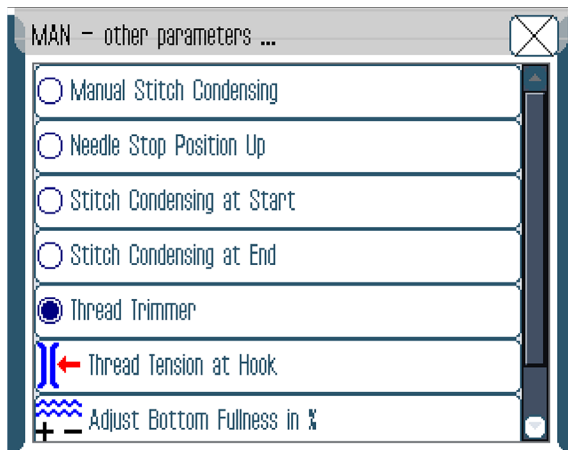 MAN - other parameters ...
Manual Stitch Condensing
Needle Stop Position Up
Stitch Condensing at Start
Stitch Condensing at End
Thread Trimmer
Thread Tension at Hook
Adjust Bottom Fullness in %